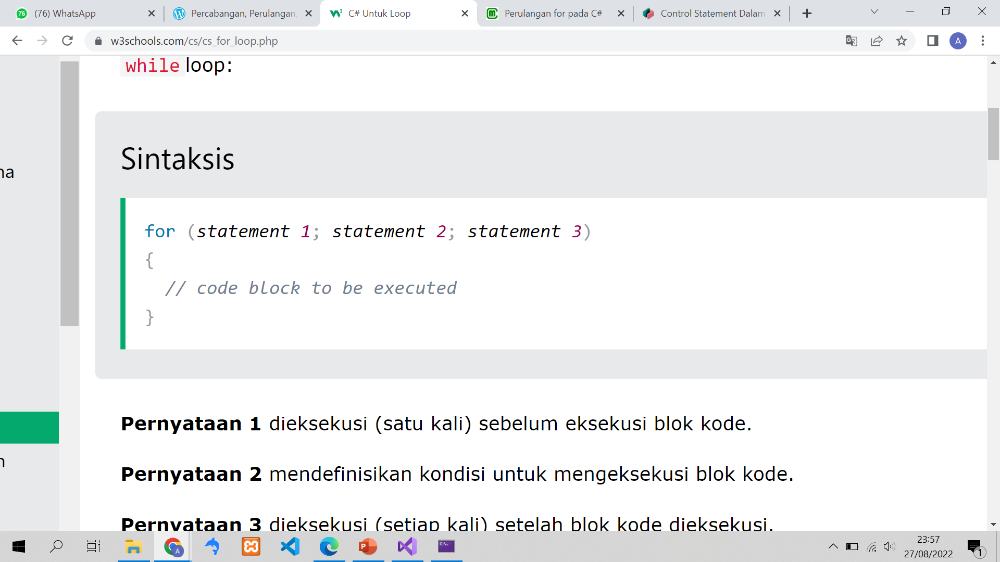 (76) WhatsApp
Percabangan, Perulangan,
C# Untuk Loop
Perulangan for pada C#
Control Statement Dalam
w3schools.com/cs/cs_for_loop.php
A
while loop:
na
Sintaksis
for (statement 1; statement 2; statement 3)
{
// code block to be executed
}
Pernyataan 1 dieksekusi (satu kali) sebelum eksekusi blok kode.
Pernyataan 2 mendefinisikan kondisi untuk mengeksekusi blok kode.
n
Pernyataan 3 dieksekusi (setiap kali) setelah blok kode dieksekusi.
23:57
27/08/2022
1